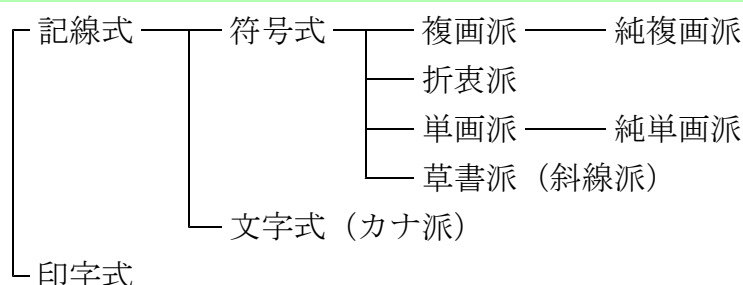 記線式 符号式 複画派 純複画派
折衷派
単画派 純単画派
草書派（斜線派）
文字式（カナ派）
印字式